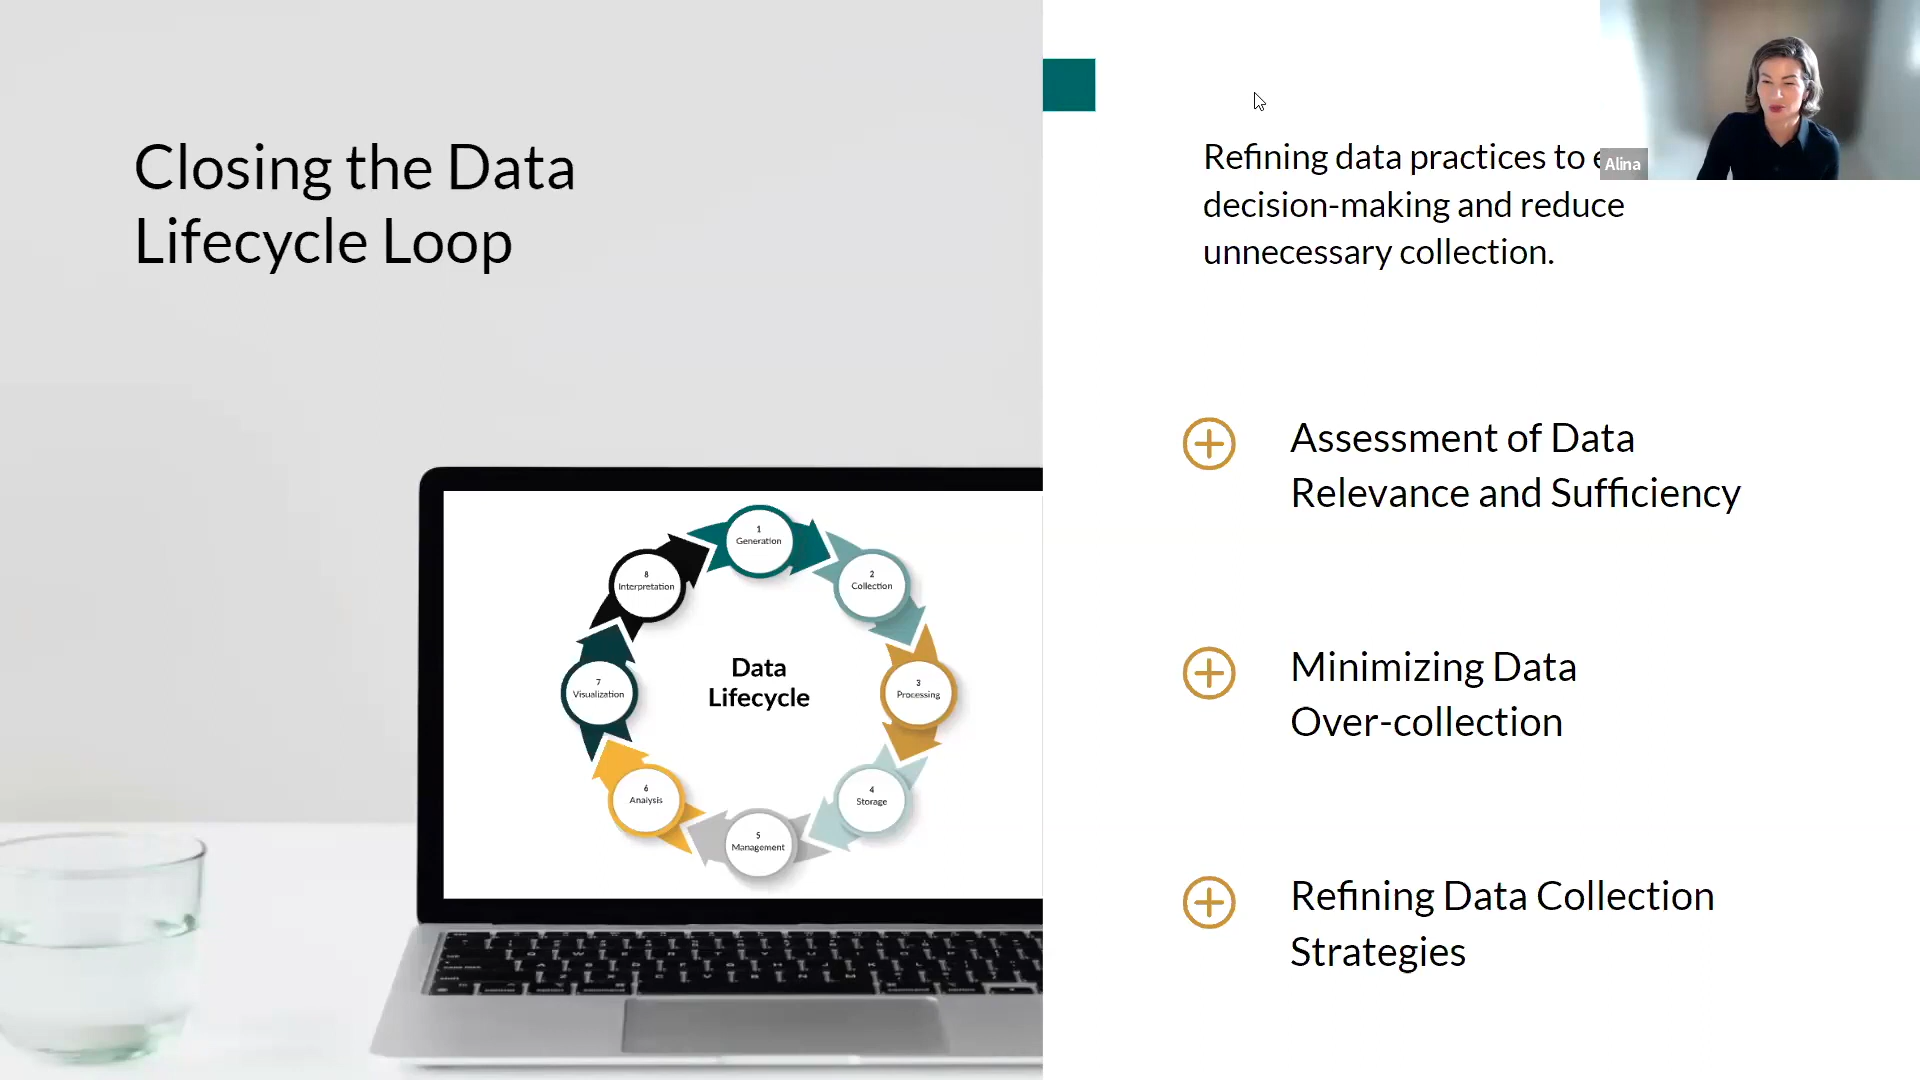 Closing the Data
Lifecycle Loop
Refining data practices to
decision-making and reduce
unnecessary collection.
Alina
Assessment of Data
Relevance and Sufficiency
Minimizing Data
Over-collection
Refining Data Collection
Strategies
Data
Lifecycle
1
Generation
2
Collection
3
Processing
4
Storage
5
Management
6
Analysis
7
Visualization
8
Interpretation